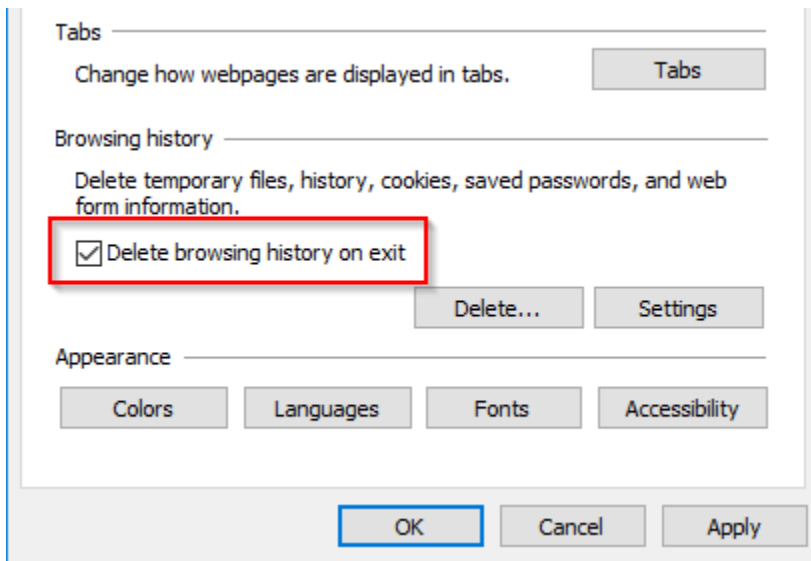 Tabs
Change how webpages are displayed in tabs.
Tabs
Browsing history
Delete temporary files, history, cookies, saved passwords, and web
form information.
Delete browsing history on exit
Delete...
Settings
Appearance
Colors
Languages
Fonts
Accessibility
OK
Cancel
Apply